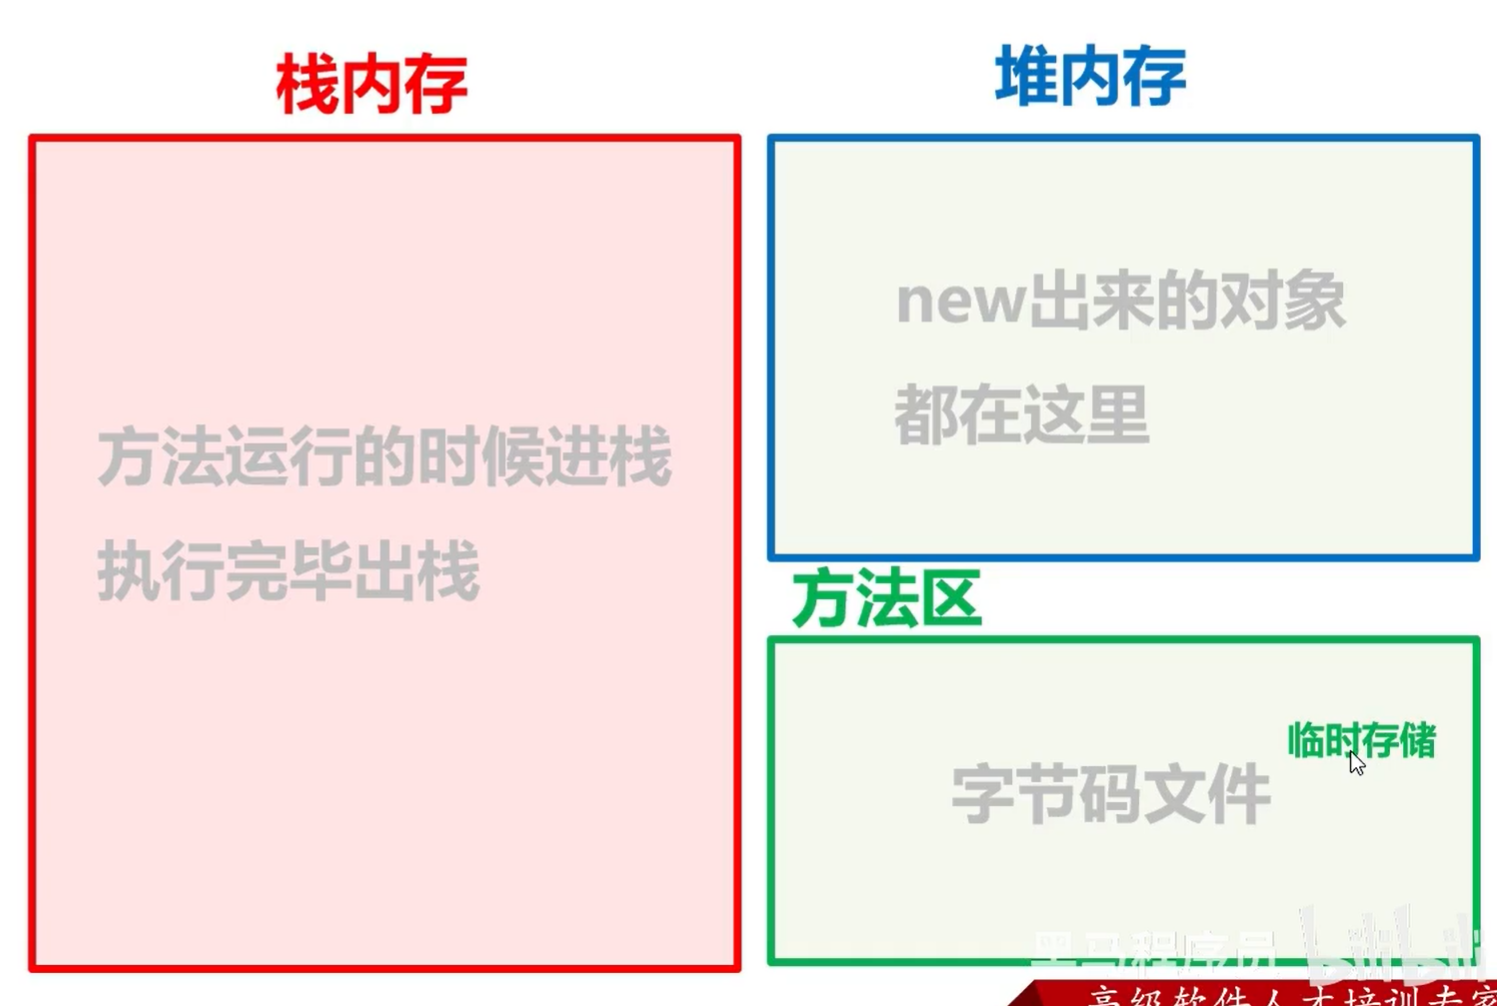 栈内存
堆内存
方法运行的时候进栈
执行完毕出栈
new出来的对象
都在这里
方法区
临时存储
字节码文件
黑马程序员
bilibili
高级软件人才培训专家